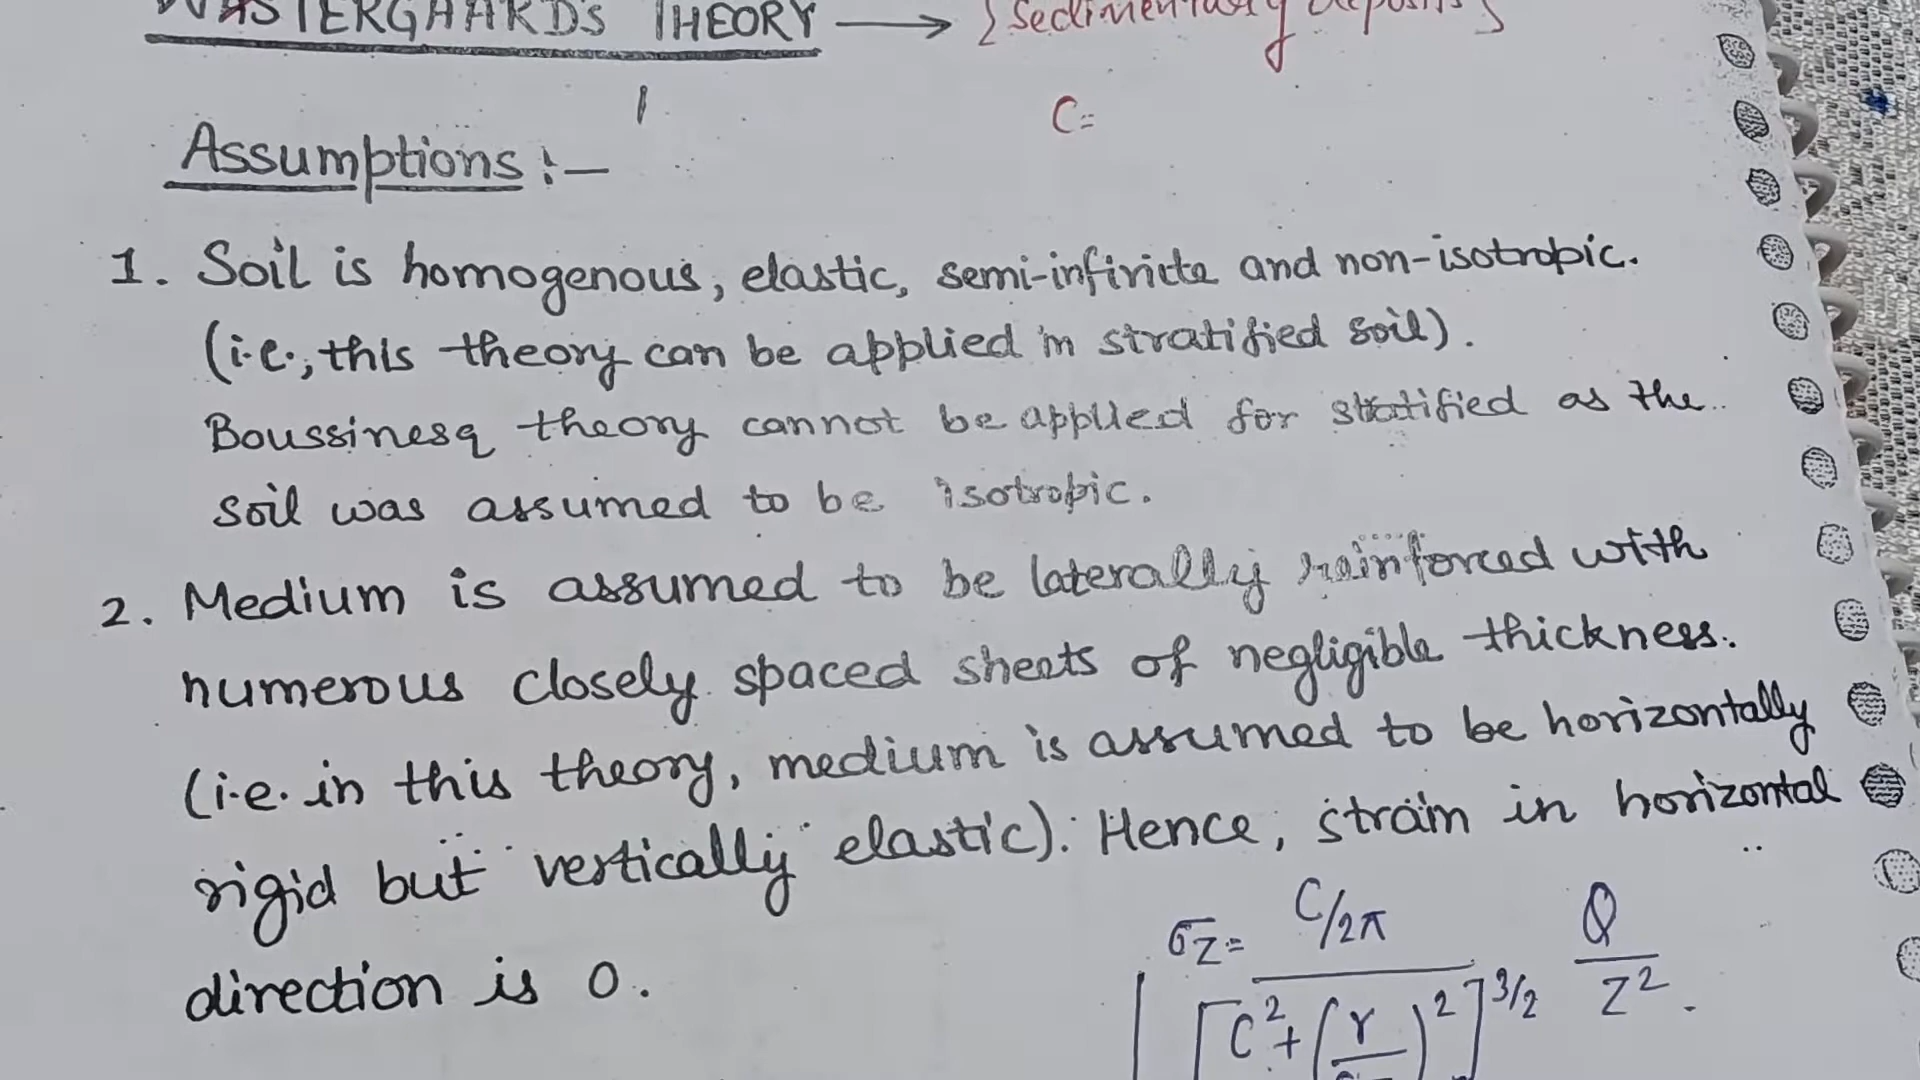 WASTERGAARD'S THEORY → {Sedimentary deposits}
C=
Assumptions :-
1. Soil is homogenous, elastic, semi-infinite and non-isotropic.
(i.e., this theory can be applied in stratified soil).
Boussinesq theory cannot be applied for stratified as the
soil was assumed to be isotropic.
2. Medium is assumed to be laterally reinforced with
numerous closely spaced sheets of negligible thickness.
(i.e. in this theory, medium is assumed to be horizontally
rigid but vertically elastic). Hence, strain in horizontal
direction is 0.
σz = C/2π Q
[C² + (r )²]^3/2 Z².